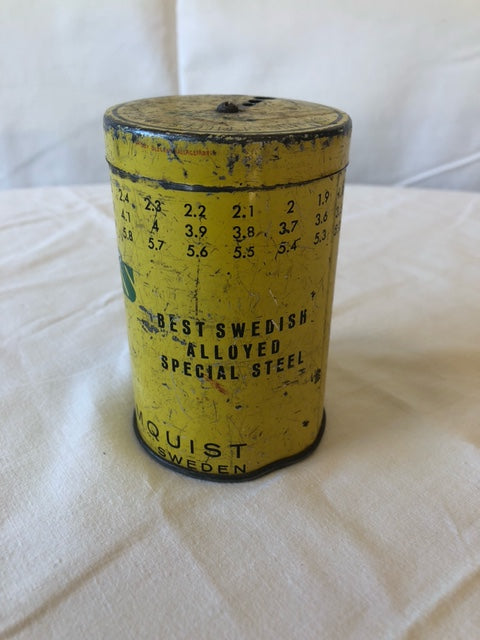 2.4 2.3 2.2 2.1 2 1.9
4.1 4 3.9 3.8 3.7 3.6
5.8 5.7 5.6 5.5 5.4 5.3
S
BEST SWEDISH
ALLOYED
SPECIAL STEEL
MQUIST
SWEDEN